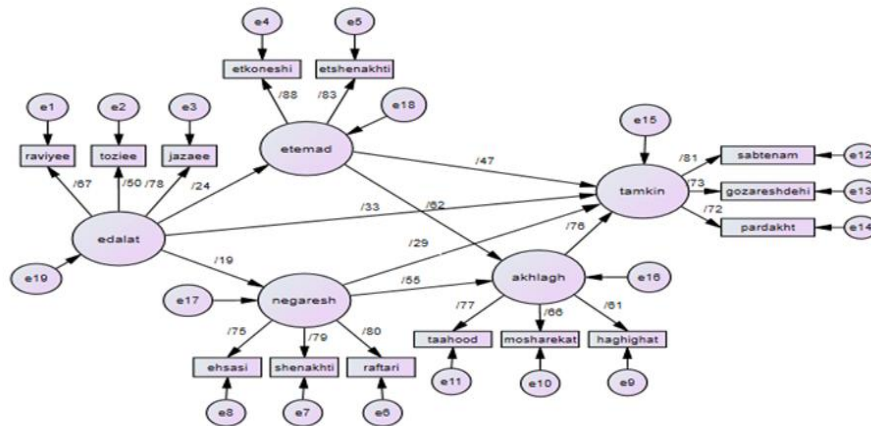 e4
e5
etkoneshi
etshenakhti
/88
/83
e1
e2
e3
e18
e15
raviyee
toziee
jazaee
etemad
/67
/50
/78
/24
/47
/81
sabtenam
e12
tamkin
/73
gozareshdehi
e13
/72
pardakht
e14
/33
/62
edalat
/29
/76
e19
/19
e17
negaresh
/55
akhlagh
e16
/75
/79
/80
/77
/66
/61
ehsasi
shenakhti
raftari
taahood
mosharekat
haghighat
e8
e7
e6
e11
e10
e9